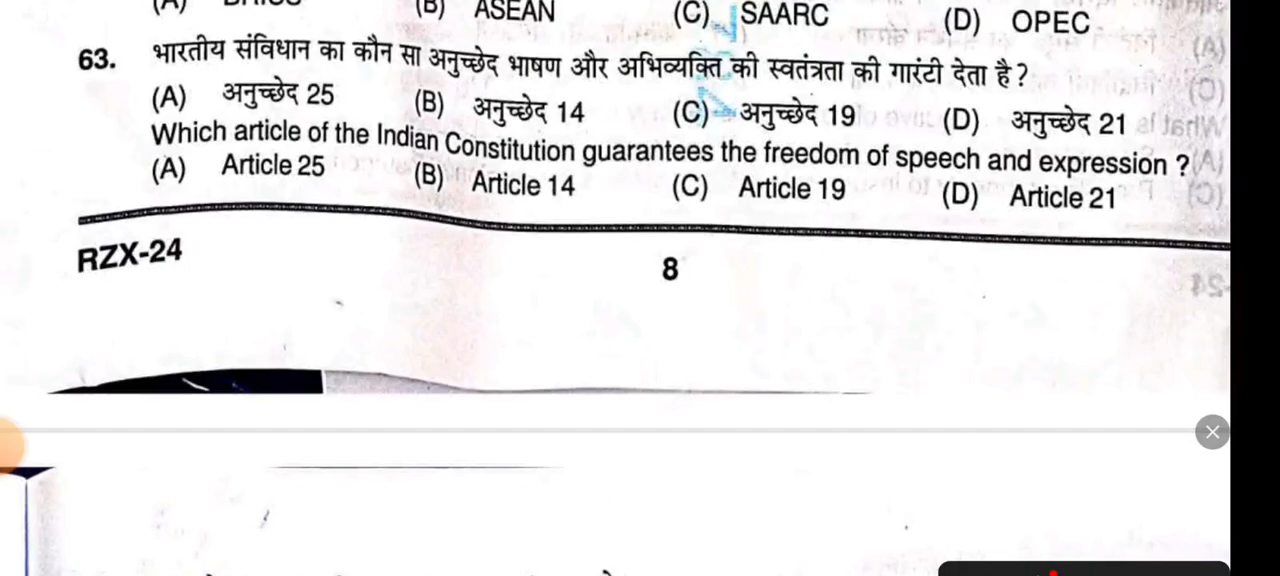 (B) ASEAN (C) SAARC (D) OPEC
63. भारतीय संविधान का कौन सा अनुच्छेद भाषण और अभिव्यक्ति की स्वतंत्रता की गारंटी देता है?
(A) अनुच्छेद 25 (B) अनुच्छेद 14 (C) अनुच्छेद 19 (D) अनुच्छेद 21
Which article of the Indian Constitution guarantees the freedom of speech and expression ?
(A) Article 25 (B) Article 14 (C) Article 19 (D) Article 21
RZX-24 8